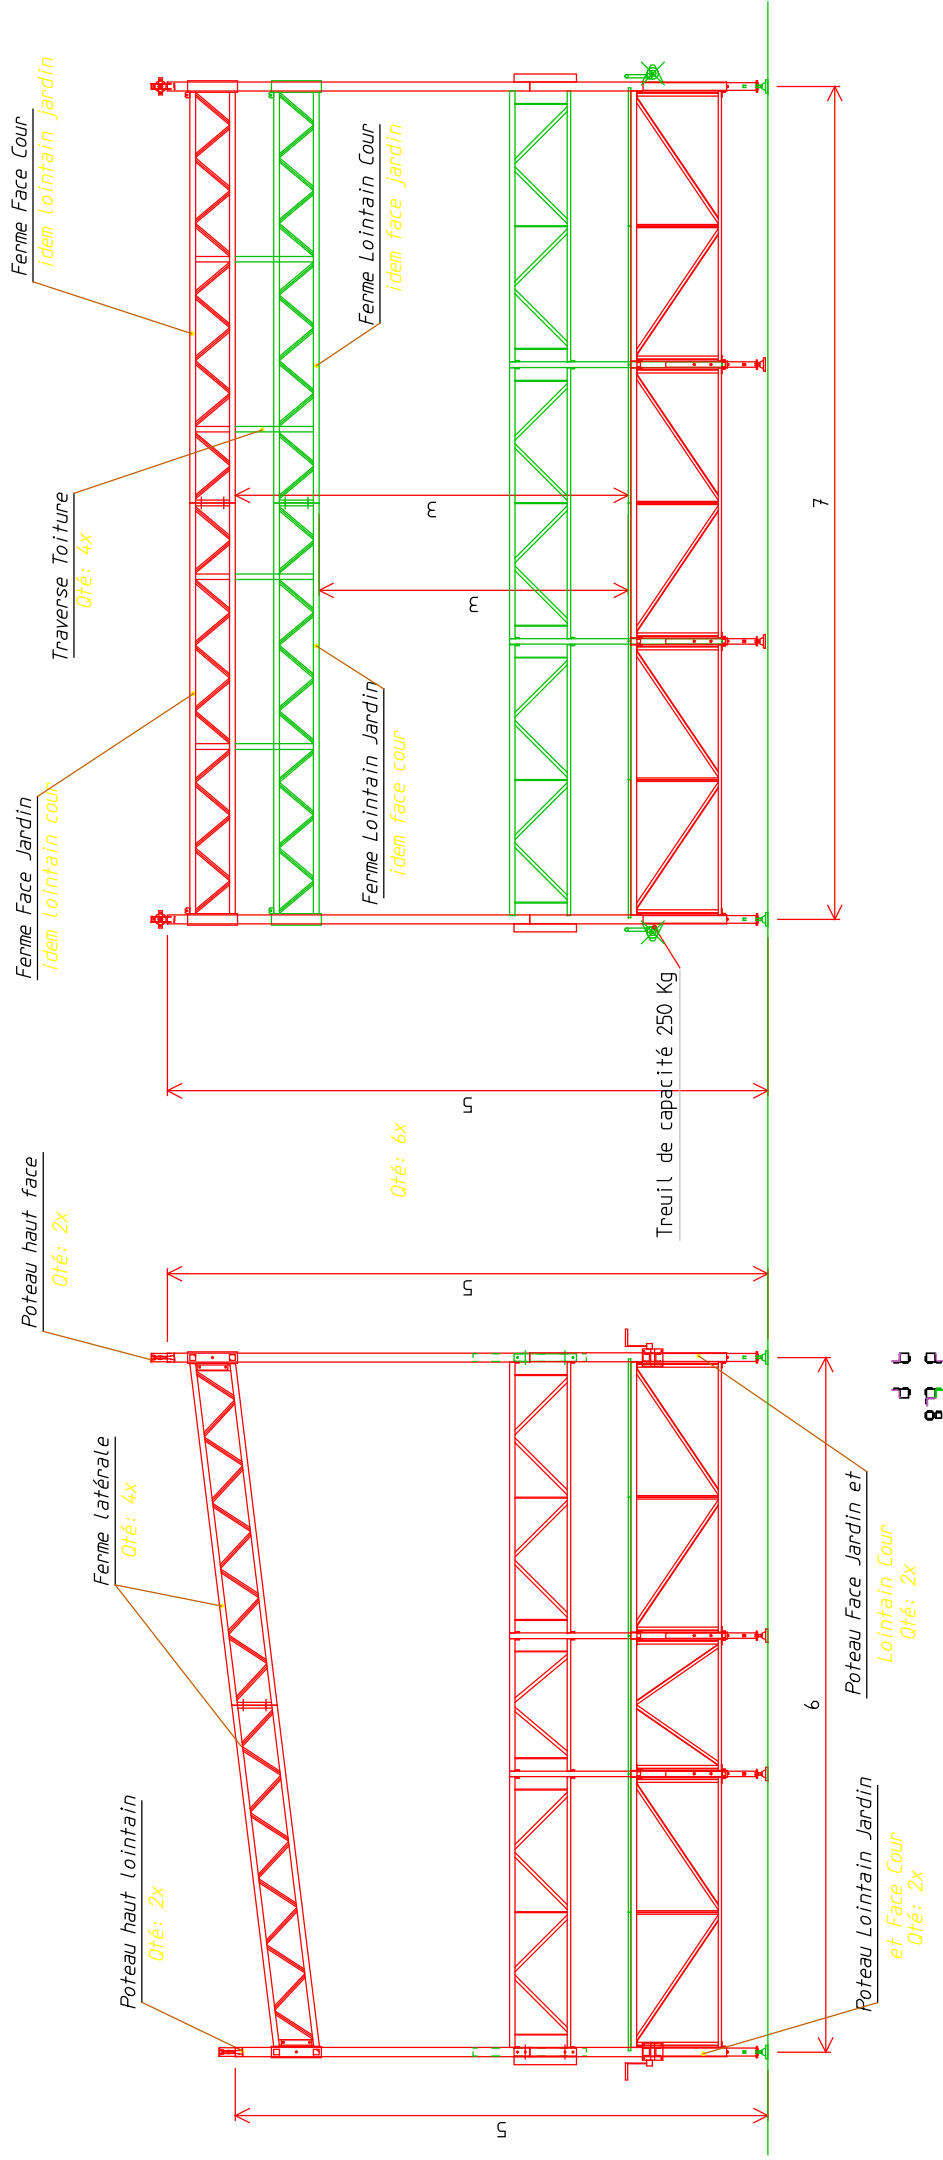 Ferme Face Cour
idem lointain jardin
Ferme Lointain Cour
idem face jardin
Traverse Toiture
Qté: 4x
Ferme Face Jardin
idem lointain cour
Ferme Lointain Jardin
idem face cour
3
3
7
5
Treuil de capacité 250 Kg
Qté: 6x
Poteau haut face
Qté: 2x
5
Ferme latérale
Qté: 4x
Poteau Face Jardin et
Lointain Cour
Qté: 2x
6
Poteau haut lointain
Qté: 2x
Poteau Lointain Jardin
et Face Cour
Qté: 2x
5
8